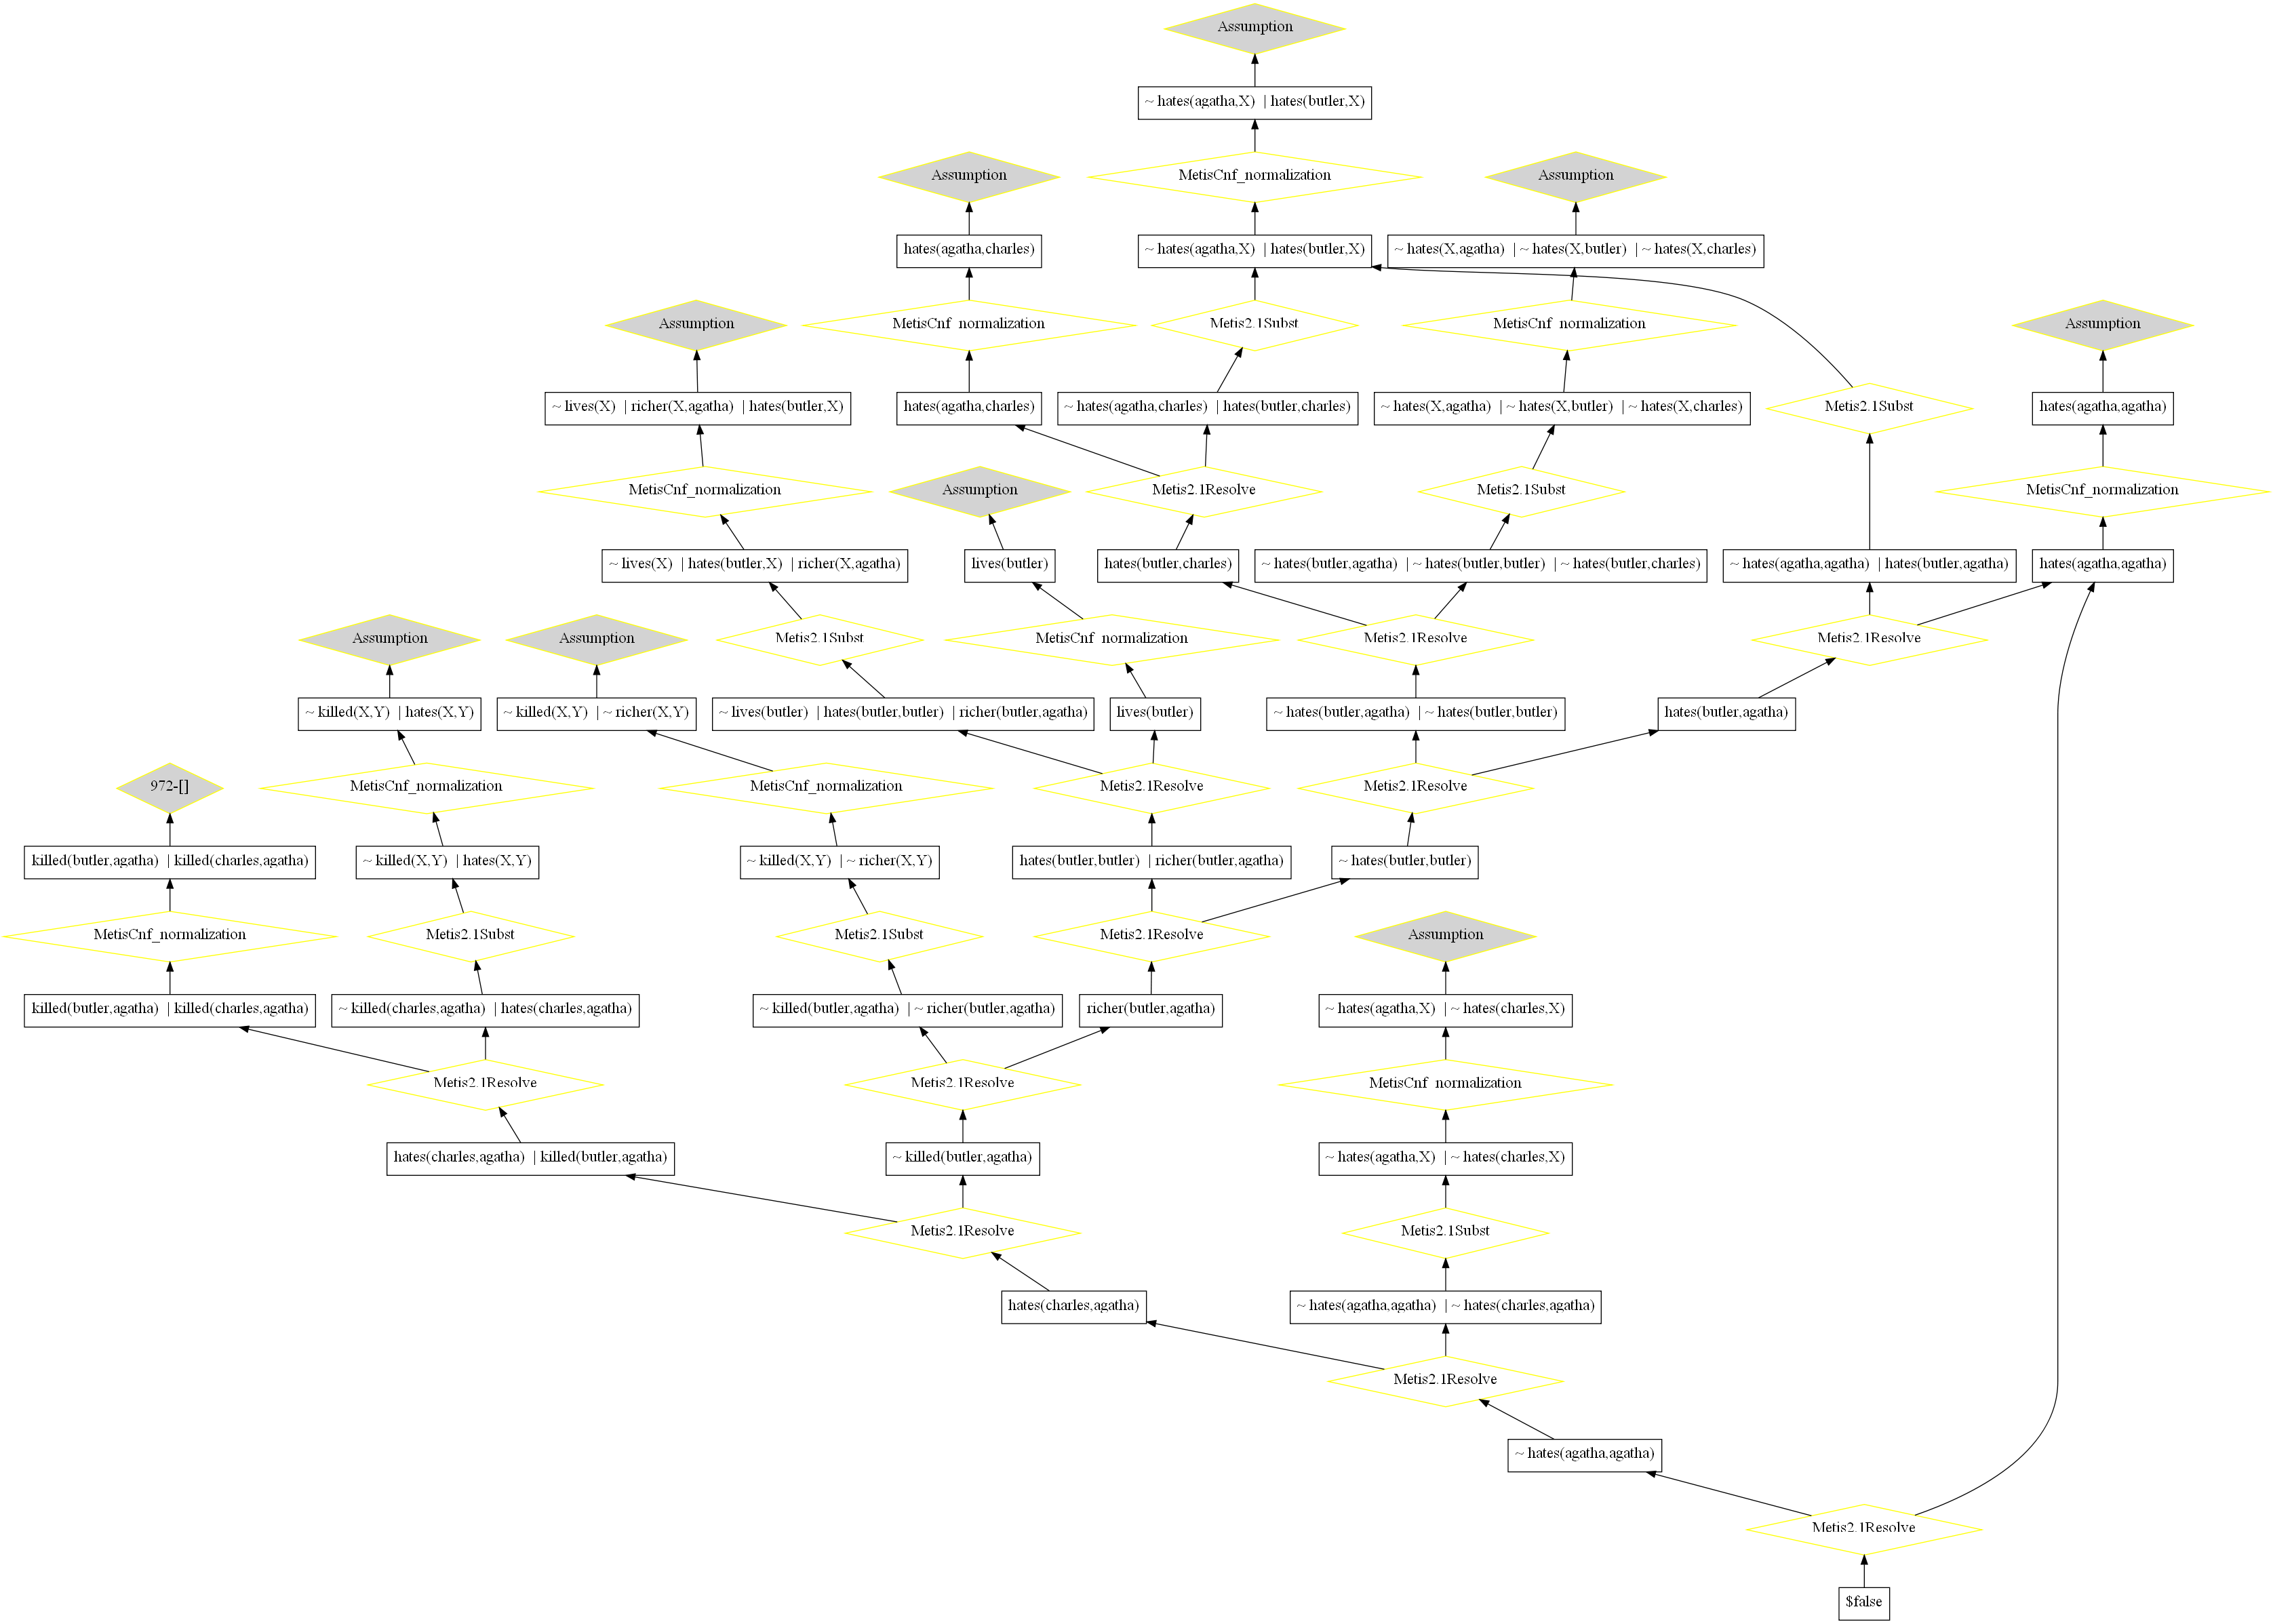 Assumption
~ hates(agatha,X) | hates(butler,X)
Assumption
MetisCnf_normalization
Assumption
hates(agatha,charles)
~ hates(agatha,X) | hates(butler,X)
~ hates(X,agatha) | ~ hates(X,butler) | ~ hates(X,charles)
Assumption
MetisCnf_normalization
Metis2.1Subst
MetisCnf_normalization
Assumption
~ lives(X) | richer(X,agatha) | hates(butler,X)
hates(agatha,charles)
~ hates(agatha,charles) | hates(butler,charles)
~ hates(X,agatha) | ~ hates(X,butler) | ~ hates(X,charles)
Metis2.1Subst
hates(agatha,agatha)
MetisCnf_normalization
Assumption
Metis2.1Resolve
Metis2.1Subst
MetisCnf_normalization
~ lives(X) | hates(butler,X) | richer(X,agatha)
lives(butler)
hates(butler,charles)
~ hates(butler,agatha) | ~ hates(butler,butler) | ~ hates(butler,charles)
~ hates(agatha,agatha) | hates(butler,agatha)
hates(agatha,agatha)
Assumption
Assumption
Metis2.1Subst
MetisCnf_normalization
Metis2.1Resolve
Metis2.1Resolve
~ killed(X,Y) | hates(X,Y)
~ killed(X,Y) | ~ richer(X,Y)
~ lives(butler) | hates(butler,butler) | richer(butler,agatha)
lives(butler)
~ hates(butler,agatha) | ~ hates(butler,butler)
hates(butler,agatha)
972-[]
MetisCnf_normalization
MetisCnf_normalization
Metis2.1Resolve
Metis2.1Resolve
killed(butler,agatha) | killed(charles,agatha)
~ killed(X,Y) | hates(X,Y)
~ killed(X,Y) | ~ richer(X,Y)
hates(butler,butler) | richer(butler,agatha)
~ hates(butler,butler)
MetisCnf_normalization
Metis2.1Subst
Metis2.1Subst
Metis2.1Resolve
Assumption
killed(butler,agatha) | killed(charles,agatha)
~ killed(charles,agatha) | hates(charles,agatha)
~ killed(butler,agatha) | ~ richer(butler,agatha)
richer(butler,agatha)
~ hates(agatha,X) | ~ hates(charles,X)
Metis2.1Resolve
Metis2.1Resolve
MetisCnf_normalization
hates(charles,agatha) | killed(butler,agatha)
~ killed(butler,agatha)
~ hates(agatha,X) | ~ hates(charles,X)
Metis2.1Resolve
Metis2.1Subst
hates(charles,agatha)
~ hates(agatha,agatha) | ~ hates(charles,agatha)
Metis2.1Resolve
~ hates(agatha,agatha)
Metis2.1Resolve
$false